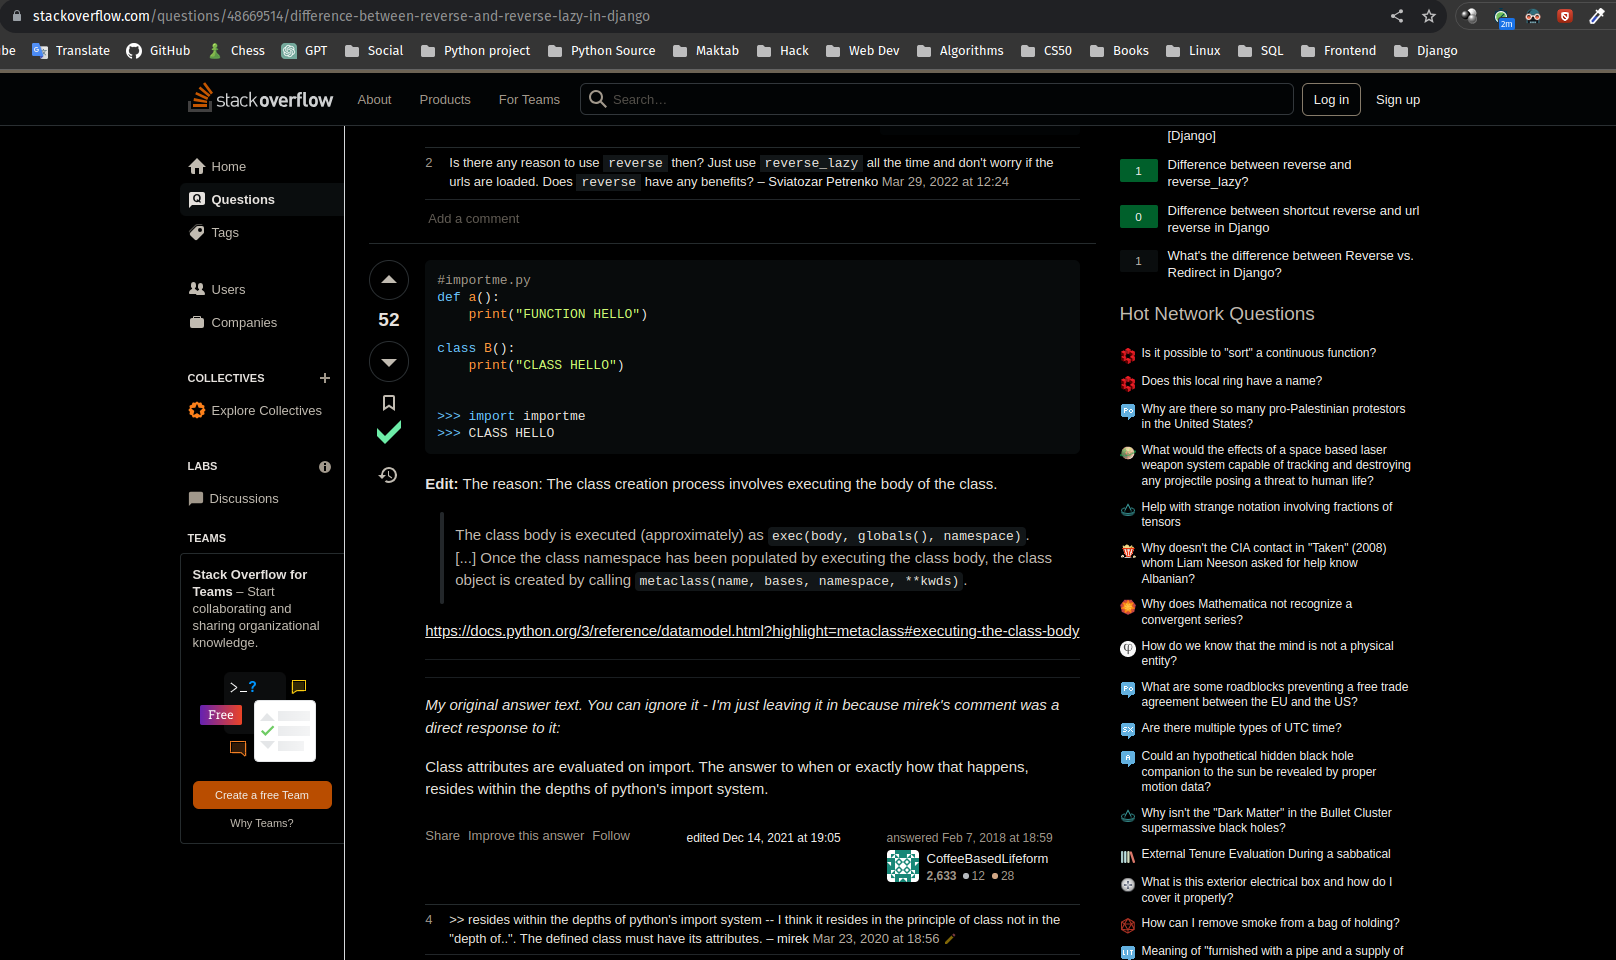 stackoverflow.com/questions/48669514/difference-between-reverse-and-reverse-lazy-in-django
2m
be
Translate
GitHub
Chess
GPT
Social
Python project
Python Source
Maktab
Hack
Web Dev
Algorithms
CS50
Books
Linux
SQL
Frontend
Django
stackoverflow
About
Products
For Teams
Search…
Log in
Sign up
Home
Questions
Tags
Users
Companies
COLLECTIVES
Explore Collectives
LABS
Discussions
TEAMS
Stack Overflow for
Teams – Start
collaborating and
sharing organizational
knowledge.
>_?
Free
Create a free Team
Why Teams?
2 Is there any reason to use reverse then? Just use reverse_lazy all the time and don't worry if the
urls are loaded. Does reverse have any benefits? – Sviatozar Petrenko Mar 29, 2022 at 12:24
Add a comment
52
#importme.py
def a():
print("FUNCTION HELLO")
class B():
print("CLASS HELLO")
>>> import importme
>>> CLASS HELLO
Edit: The reason: The class creation process involves executing the body of the class.
The class body is executed (approximately) as exec(body, globals(), namespace).
[...] Once the class namespace has been populated by executing the class body, the class
object is created by calling metaclass(name, bases, namespace, **kwds).
https://docs.python.org/3/reference/datamodel.html?highlight=metaclass#executing-the-class-body
My original answer text. You can ignore it - I'm just leaving it in because mirek's comment was a
direct response to it:
Class attributes are evaluated on import. The answer to when or exactly how that happens,
resides within the depths of python's import system.
Share Improve this answer Follow
edited Dec 14, 2021 at 19:05
answered Feb 7, 2018 at 18:59
CoffeeBasedLifeform
2,633 12 28
4 >> resides within the depths of python's import system -- I think it resides in the principle of class not in the
"depth of..". The defined class must have its attributes. – mirek Mar 23, 2020 at 18:56
[Django]
1 Difference between reverse and
reverse_lazy?
0 Difference between shortcut reverse and url
reverse in Django
1 What's the difference between Reverse vs.
Redirect in Django?
Hot Network Questions
Is it possible to "sort" a continuous function?
Does this local ring have a name?
Why are there so many pro-Palestinian protestors
in the United States?
What would the effects of a space based laser
weapon system capable of tracking and destroying
any projectile posing a threat to human life?
Help with strange notation involving fractions of
tensors
Why doesn't the CIA contact in "Taken" (2008)
whom Liam Neeson asked for help know
Albanian?
Why does Mathematica not recognize a
convergent series?
How do we know that the mind is not a physical
entity?
What are some roadblocks preventing a free trade
agreement between the EU and the US?
Are there multiple types of UTC time?
Could an hypothetical hidden black hole
companion to the sun be revealed by proper
motion data?
Why isn't the "Dark Matter" in the Bullet Cluster
supermassive black holes?
External Tenure Evaluation During a sabbatical
What is this exterior electrical box and how do I
cover it properly?
How can I remove smoke from a bag of holding?
Meaning of "furnished with a pipe and a supply of